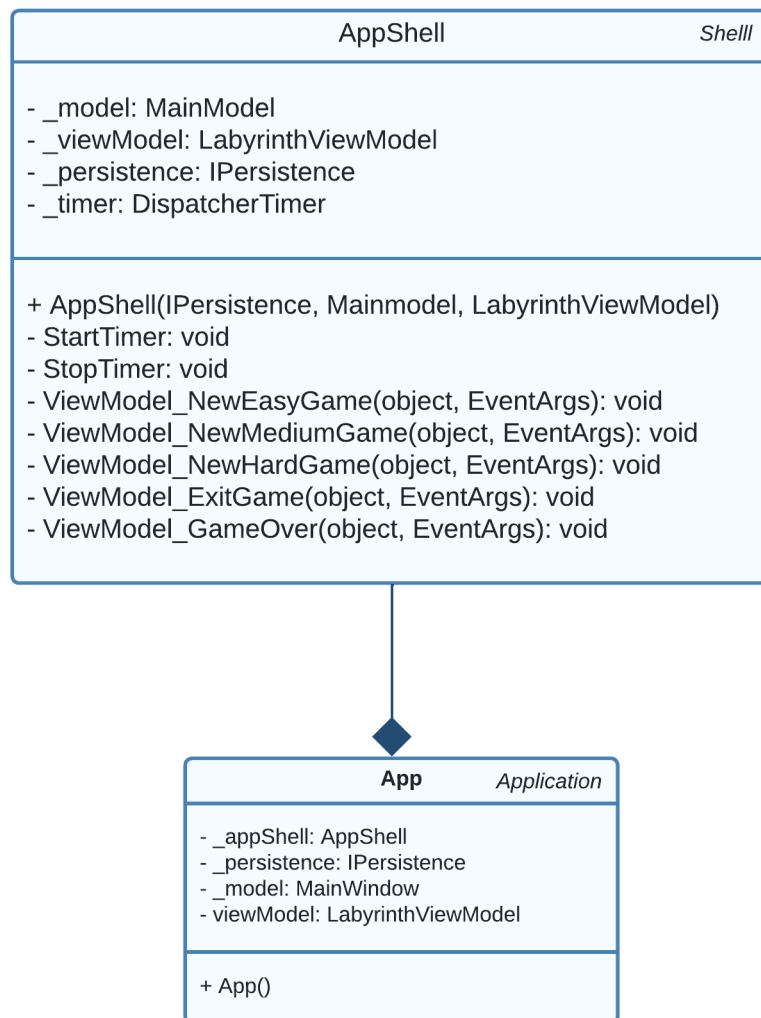 AppShell Shelll
- _model: MainModel
- _viewModel: LabyrinthViewModel
- _persistence: IPersistence
- _timer: DispatcherTimer
+ AppShell(IPersistence, Mainmodel, LabyrinthViewModel)
- StartTimer: void
- StopTimer: void
- ViewModel_NewEasyGame(object, EventArgs): void
- ViewModel_NewMediumGame(object, EventArgs): void
- ViewModel_NewHardGame(object, EventArgs): void
- ViewModel_ExitGame(object, EventArgs): void
- ViewModel_GameOver(object, EventArgs): void
App Application
- _appShell: AppShell
- _persistence: IPersistence
- _model: MainWindow
- viewModel: LabyrinthViewModel
+ App()